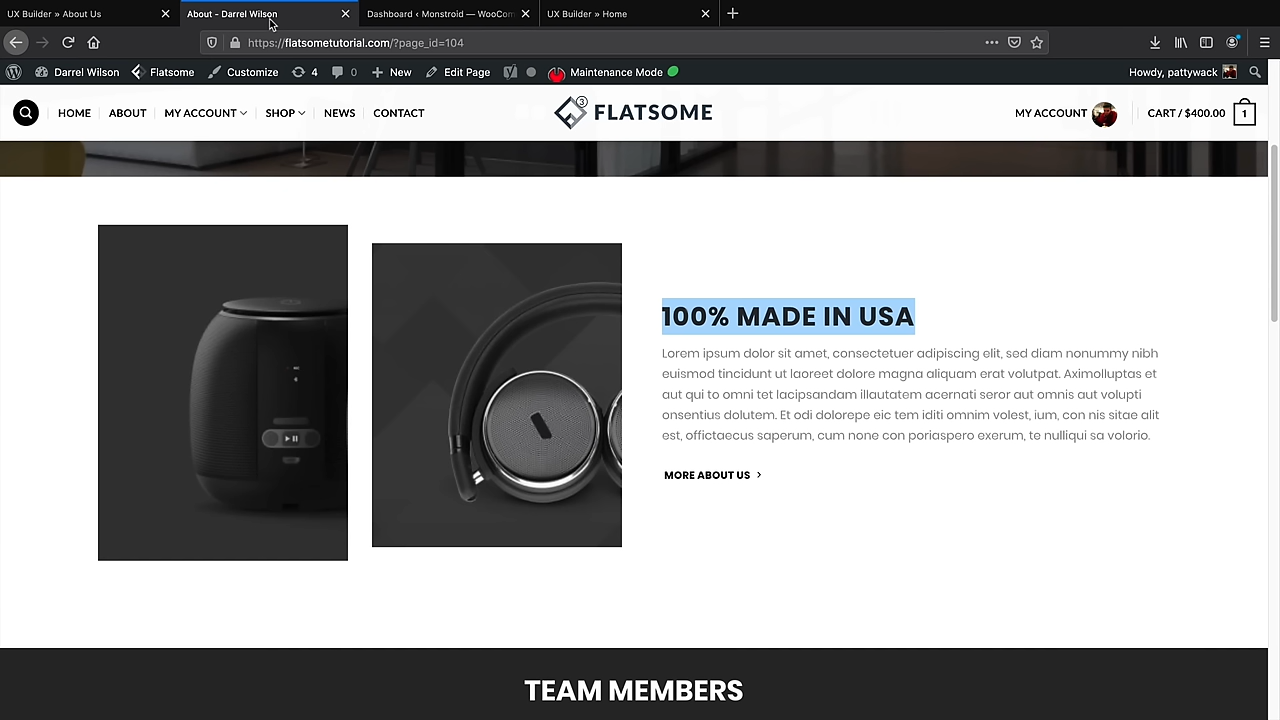 UX Builder » About Us
About - Darrel Wilson
Dashboard ‹ Monstroid — WooCom
UX Builder » Home
https://flatsometutorial.com/?page_id=104
Darrel Wilson
Flatsome
Customize
4
0
New
Edit Page
Maintenance Mode
Howdy, pattywack
HOME
ABOUT
MY ACCOUNT
SHOP
NEWS
CONTACT
3
FLATSOME
MY ACCOUNT
CART / $400.00
1
100% MADE IN USA
Lorem ipsum dolor sit amet, consectetuer adipiscing elit, sed diam nonummy nibh
euismod tincidunt ut laoreet dolore magna aliquam erat volutpat. Aximolluptas et
aut qui to omni tet lacipsandam illautatem acernati seror aut omnis aut volupti
onsentius dolutem. Et odi dolorepe eic tem iditi omnim volest, ium, con nis sitae alit
est, offictaecus saperum, cum none con poriaspero exerum, te nulliqui sa volorio.
MORE ABOUT US
TEAM MEMBERS